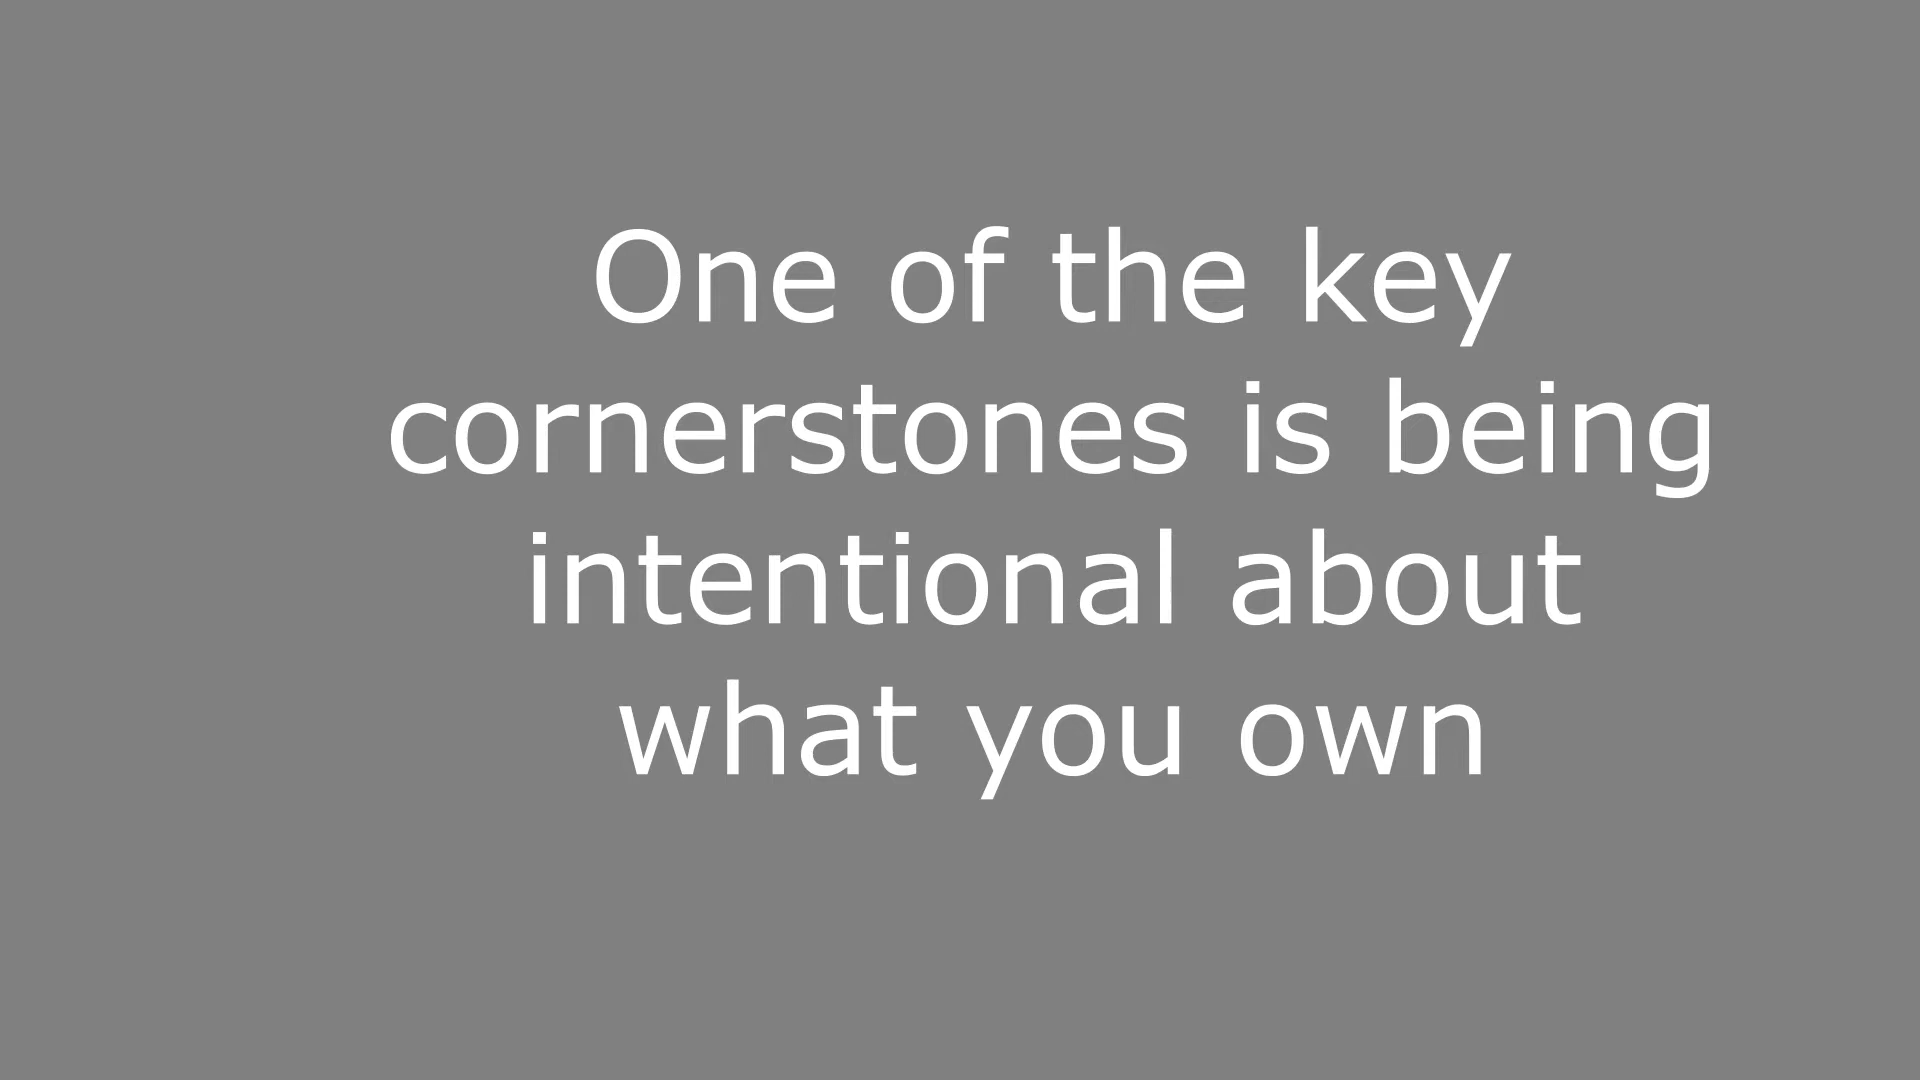 One of the key
cornerstones is being
intentional about
what you own